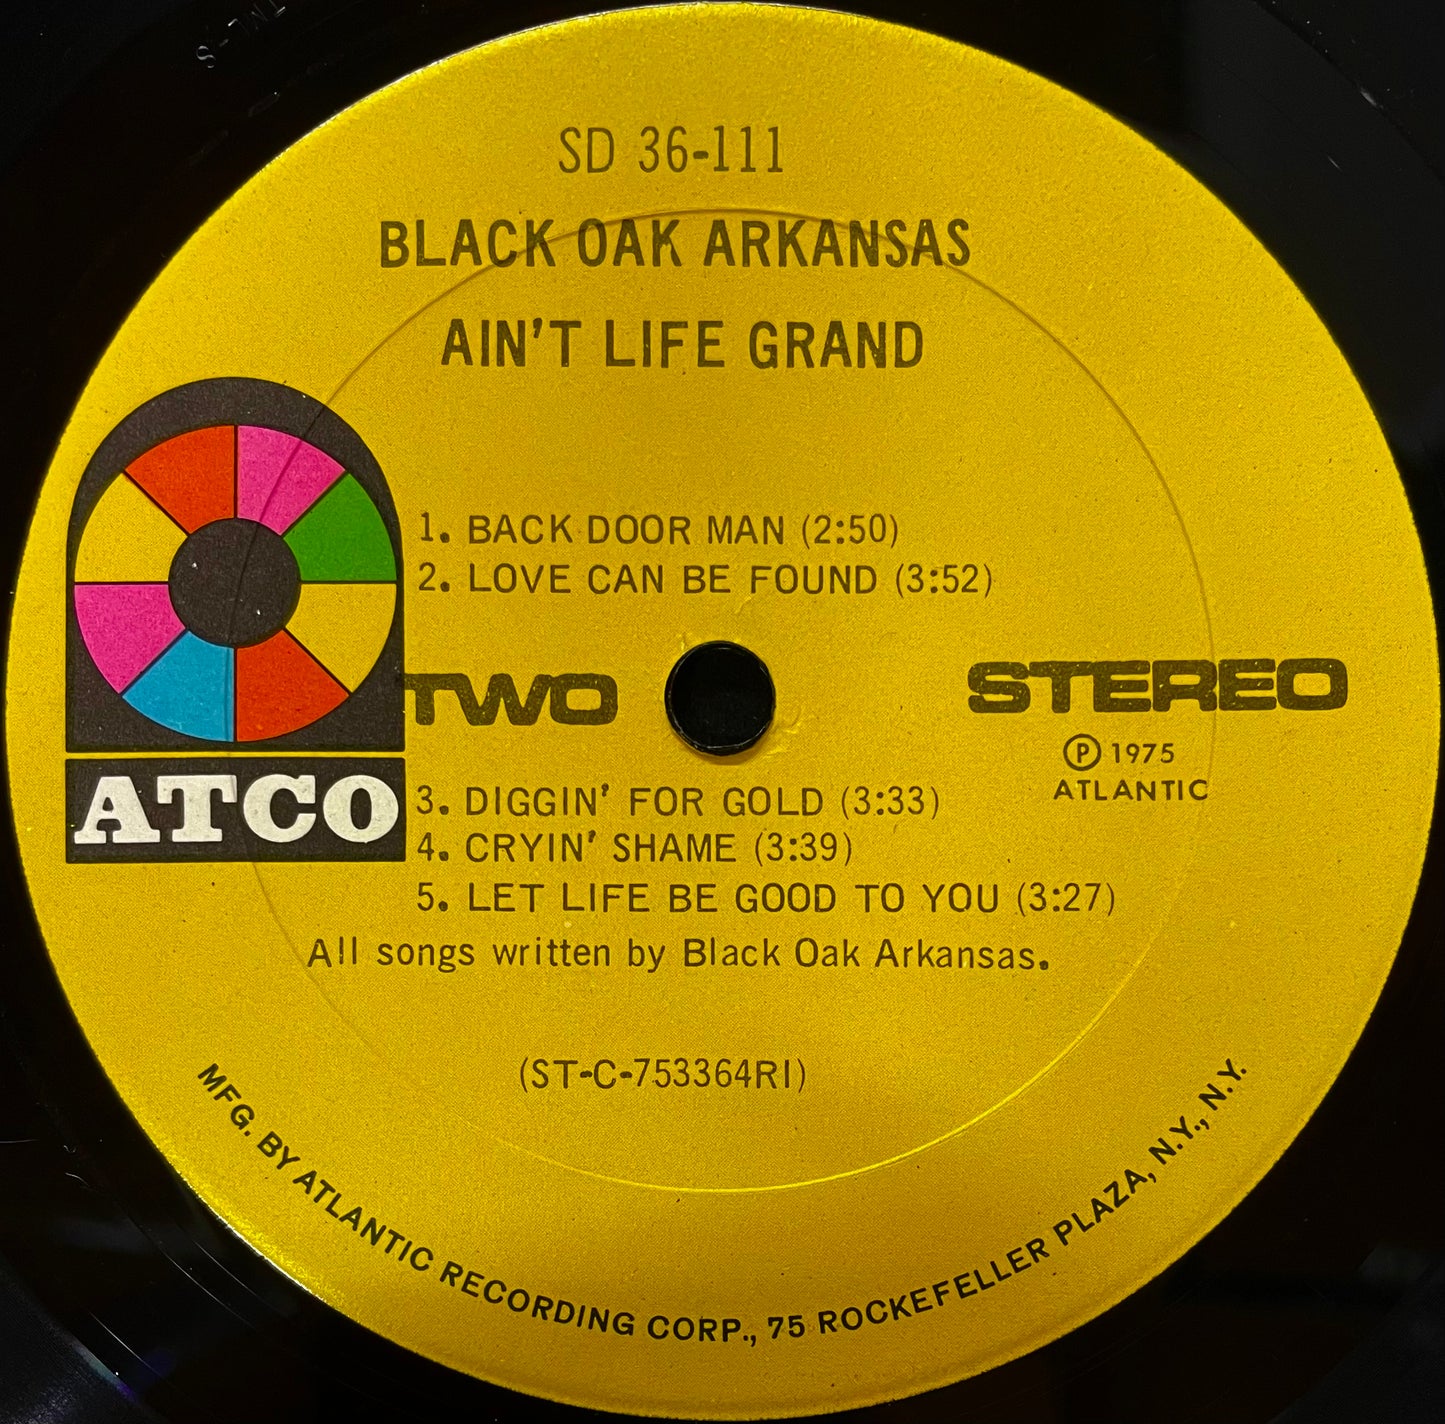 SD 36-111
BLACK OAK ARKANSAS
AIN'T LIFE GRAND
1. BACK DOOR MAN (2:50)
2. LOVE CAN BE FOUND (3:52)
TWO
STEREO
Ⓟ 1975
ATLANTIC
ATCO
3. DIGGIN' FOR GOLD (3:33)
4. CRYIN' SHAME (3:39)
5. LET LIFE BE GOOD TO YOU (3:27)
All songs written by Black Oak Arkansas.
(ST-C-753364RI)
MFG. BY ATLANTIC RECORDING CORP., 75 ROCKEFELLER PLAZA, N.Y., N.Y.